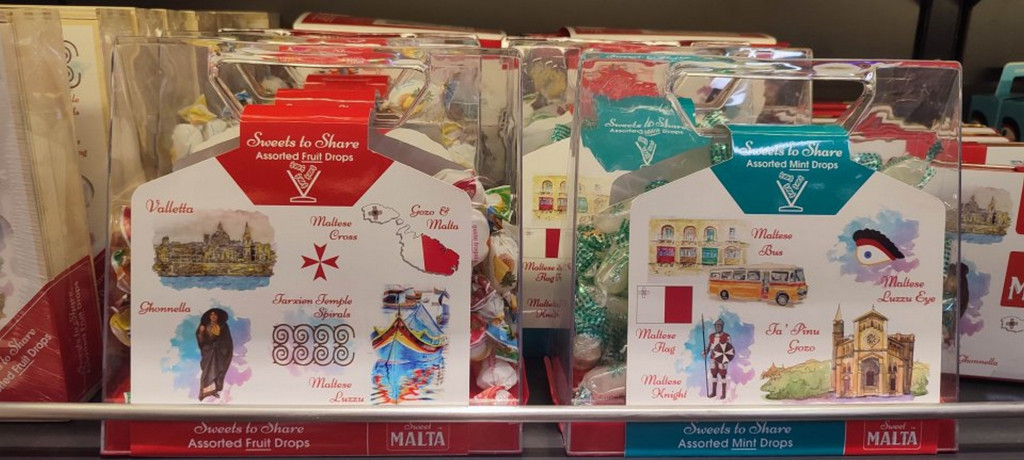 Sweets to Share
Assorted Fruit Drops
Valletta
Maltese
Cross
Gozo &
Malta
Ghonnella
Tarxien Temple
Spirals
Maltese
Luzzu
Sweets to Share
Assorted Fruit Drops
Sweet
MALTA
Sweets to Share
Assorted Mint Drops
Maltese
Bus
Maltese
Luzzu Eye
Maltese
Flag
Ta' Pinu
Gozo
Maltese
Knight
Sweets to Share
Assorted Mint Drops
Sweet
MALTA
Sweets to Share
Assorted Mint Drops
Maltese
Flag
Sweets to Share
Assorted Fruit Drops
Ghonnella